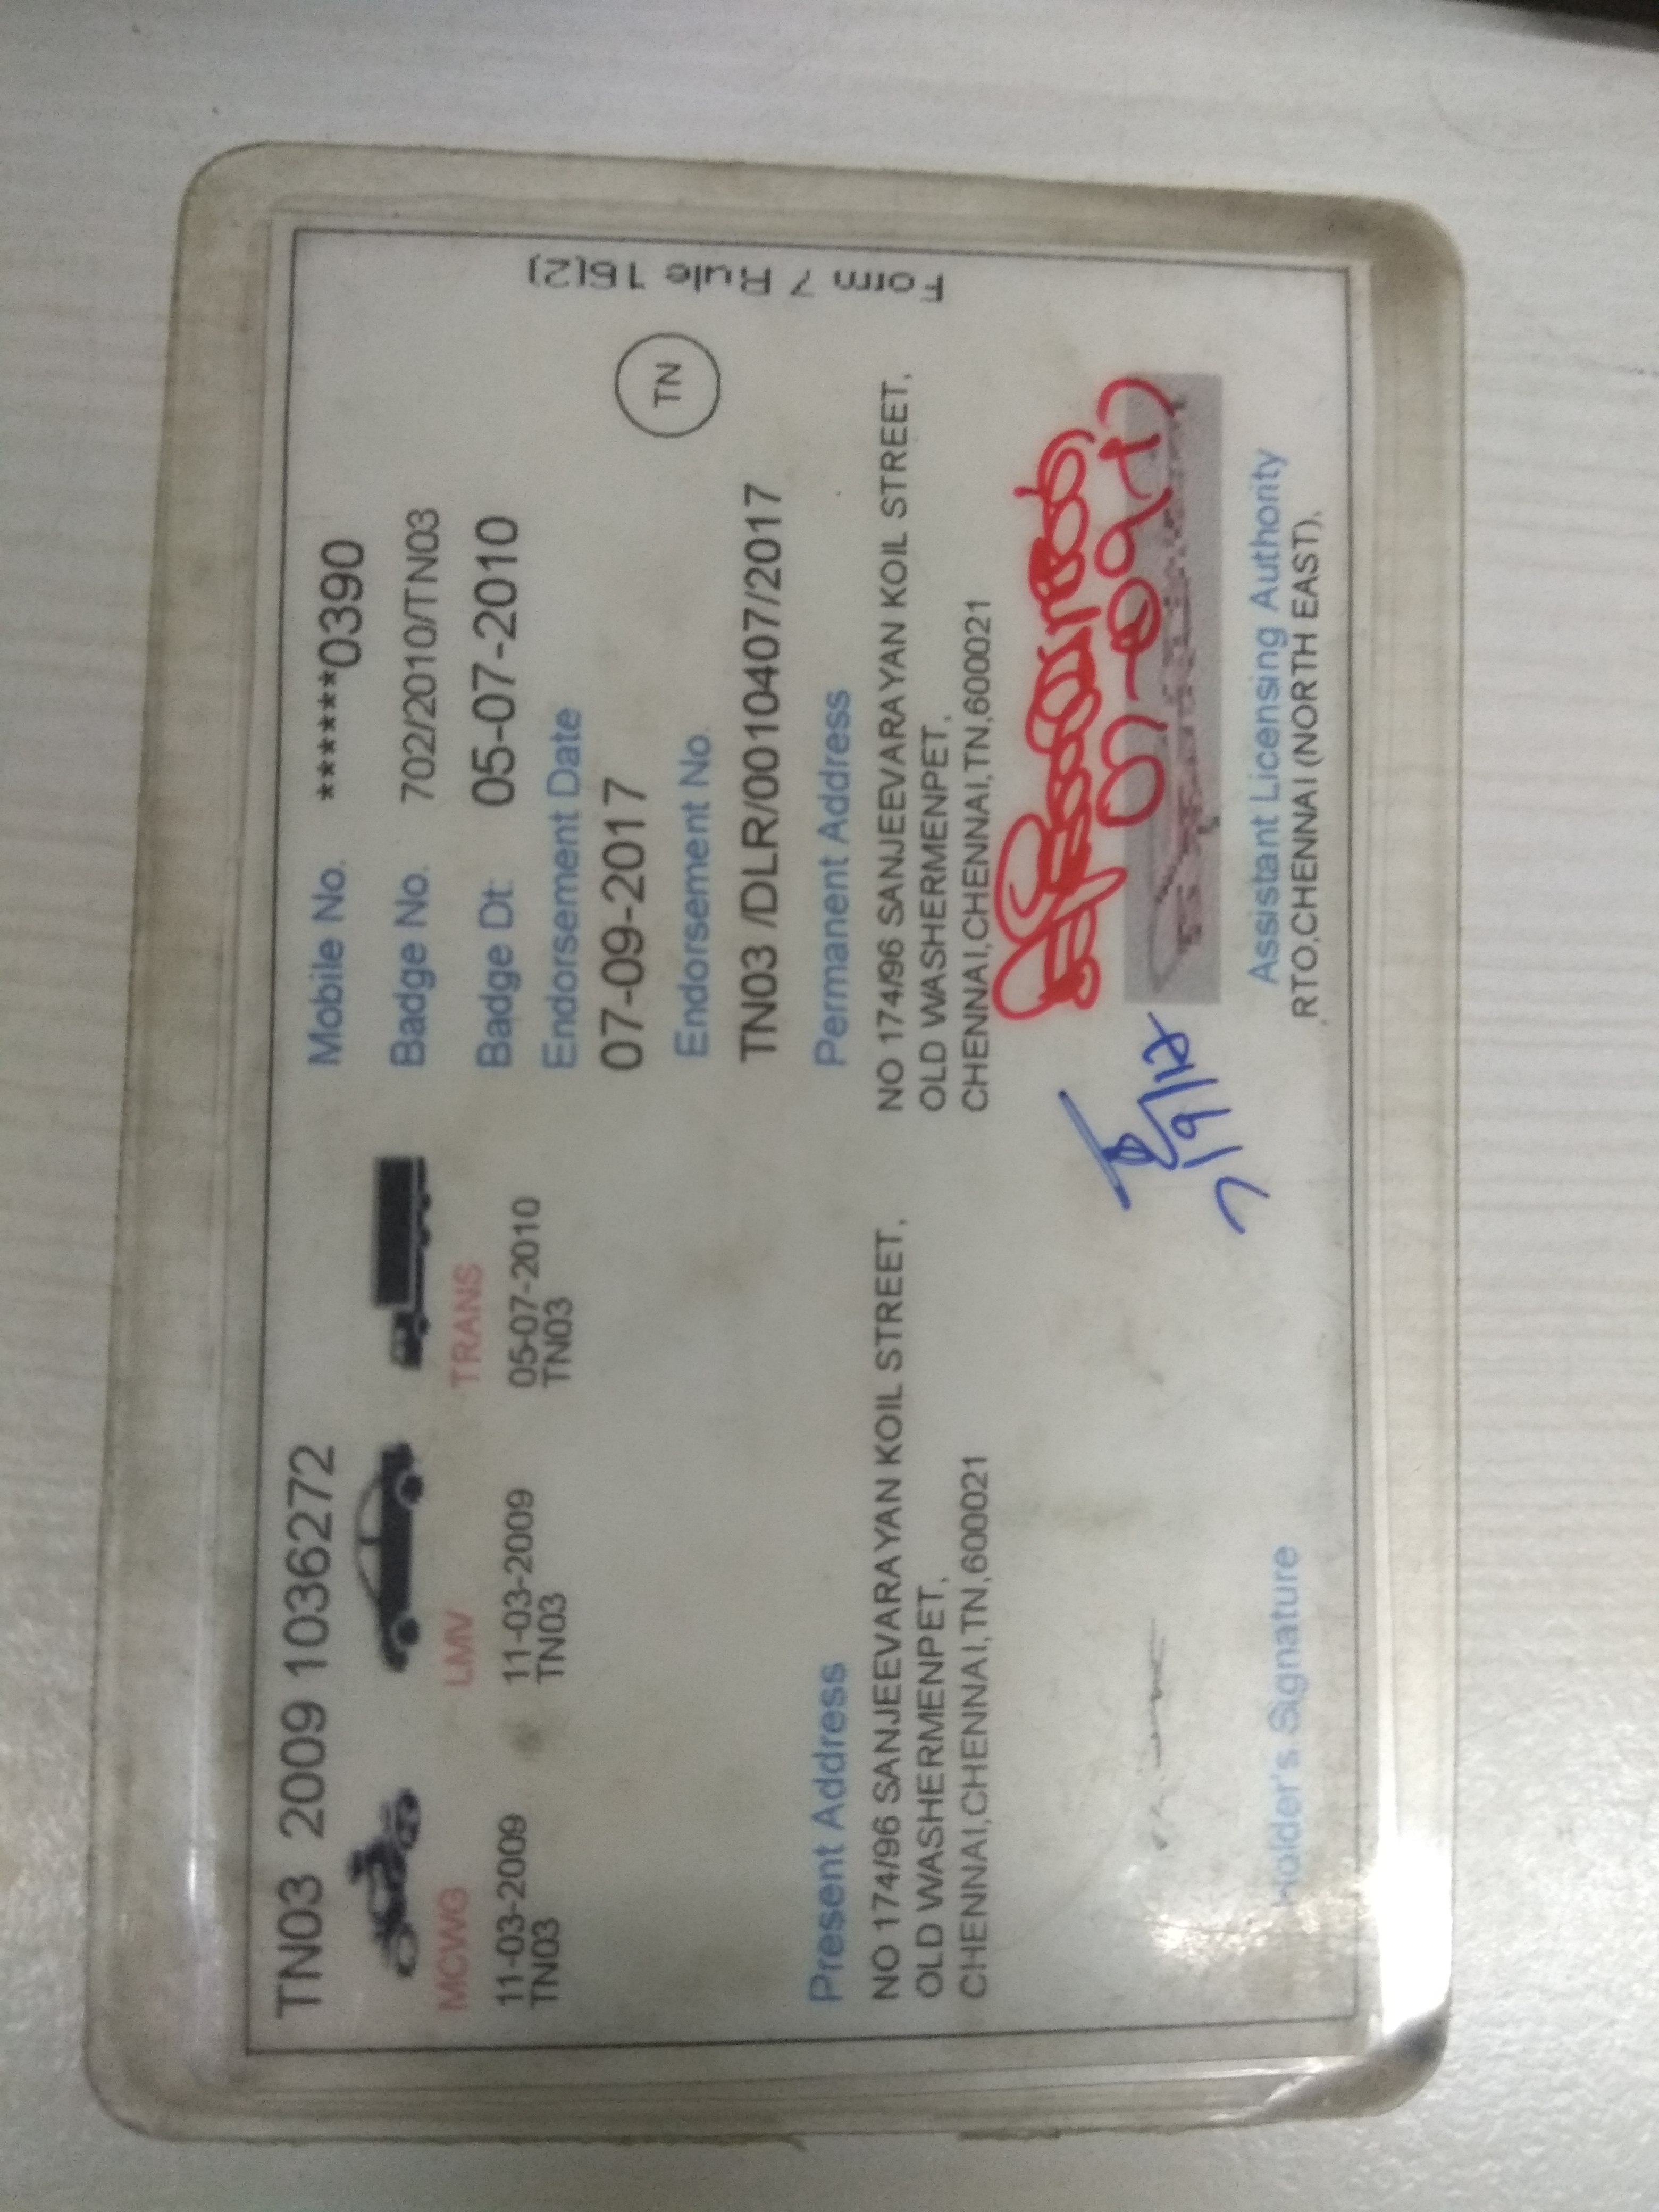 TN03 2009 1036272
Mobile No. ******0390
Badge No. 702/2010/TN03
MCWG LMV TRANS
Badge Dt: 05-07-2010
11-03-2009 11-03-2009 05-07-2010
TN03 TN03 TN03
Endorsement Date
07-09-2017
TN
Endorsement No
TN03 /DLR/0010407/2017
Form 7 Rule 16(2)
Present Address
NO 174/96 SANJEEVARAYAN KOIL STREET,
OLD WASHERMENPET,
CHENNAI,CHENNAI,TN,600021
Permanent Address
NO 174/96 SANJEEVARAYAN KOIL STREET,
OLD WASHERMENPET,
CHENNAI,CHENNAI,TN,600021
Holder's Signature
Assistant Licensing Authority
RTO,CHENNAI (NORTH EAST).